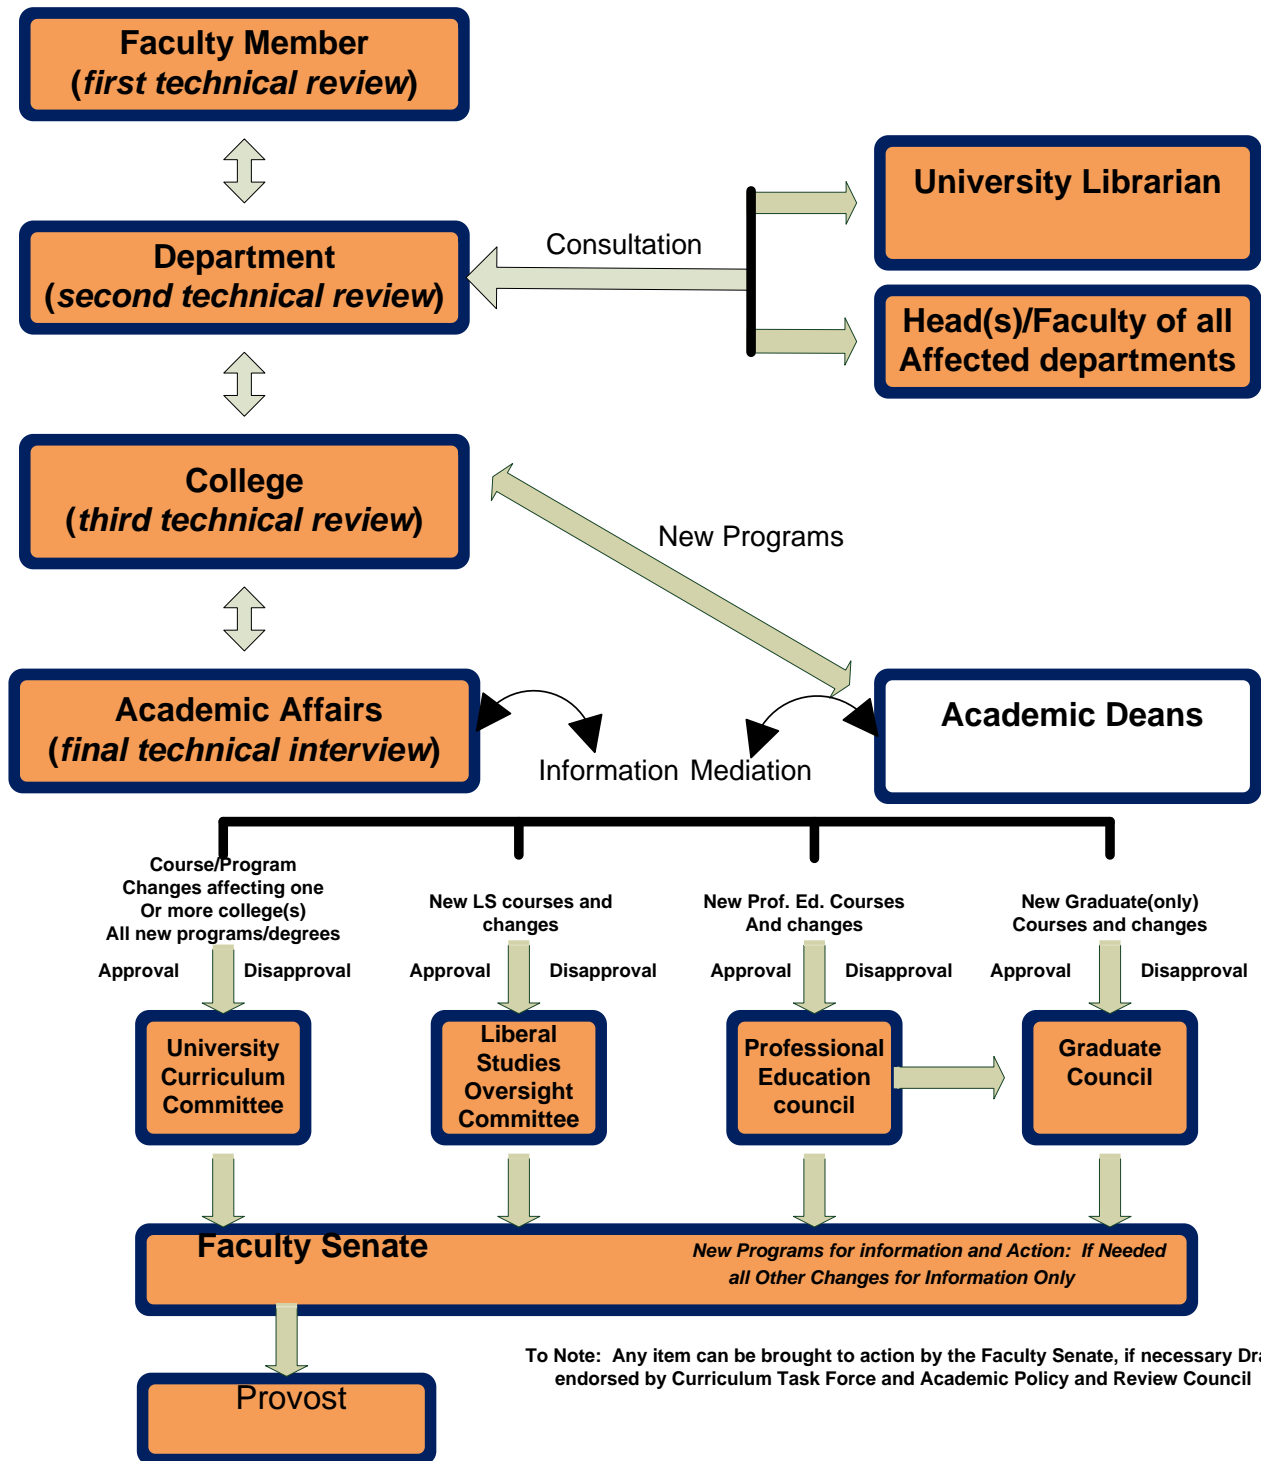 Faculty Member
(first technical review)
University Librarian
Consultation
Department
(second technical review)
Head(s)/Faculty of all
Affected departments
College
(third technical review)
New Programs
Academic Affairs
(final technical interview)
Academic Deans
Information
Mediation
Course/Program
Changes affecting one
Or more college(s)
All new programs/degrees
New LS courses and
changes
New Prof. Ed. Courses
And changes
New Graduate(only)
Courses and changes
Approval
Disapproval
Approval
Disapproval
Approval
Disapproval
Approval
Disapproval
University
Curriculum
Committee
Liberal
Studies
Oversight
Committee
Professional
Education
council
Graduate
Council
Faculty Senate
New Programs for information and Action: If Needed
all Other Changes for Information Only
To Note: Any item can be brought to action by the Faculty Senate, if necessary Dra
endorsed by Curriculum Task Force and Academic Policy and Review Council
Provost